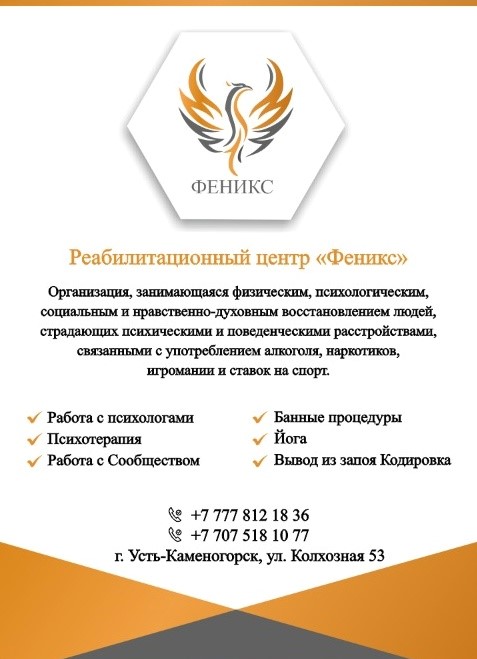 ФЕНИКС
Реабилитационный центр «Феникс»
Организация, занимающаяся физическим, психологическим,
социальным и нравственно-духовным восстановлением людей,
страдающих психическими и поведенческими расстройствами,
связанными с употреблением алкоголя, наркотиков,
игромании и ставок на спорт.
Работа с психологами
Психотерапия
Работа с Сообществом
Банные процедуры
Йога
Вывод из запоя Кодировка
+7 777 812 18 36
+7 707 518 10 77
г. Усть-Каменогорск, ул. Колхозная 53